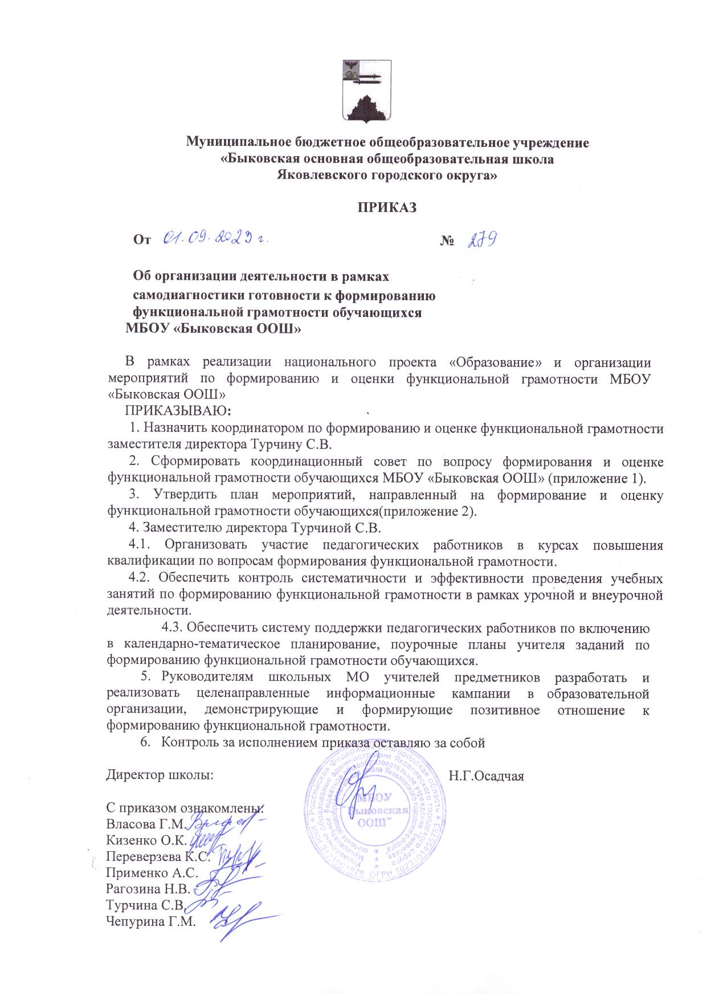 Муниципальное бюджетное общеобразовательное учреждение
«Быковская основная общеобразовательная школа
Яковлевского городского округа»
ПРИКАЗ
От 01.09.2023 г. № 279
Об организации деятельности в рамках
самодиагностики готовности к формированию
функциональной грамотности обучающихся
МБОУ «Быковская ООШ»
В рамках реализации национального проекта «Образование» и организации
мероприятий по формированию и оценки функциональной грамотности МБОУ
«Быковская ООШ»
ПРИКАЗЫВАЮ:
1. Назначить координатором по формированию и оценке функциональной грамотности
заместителя директора Турчину С.В.
2. Сформировать координационный совет по вопросу формирования и оценке
функциональной грамотности обучающихся МБОУ «Быковская ООШ» (приложение 1).
3. Утвердить план мероприятий, направленный на формирование и оценку
функциональной грамотности обучающихся(приложение 2).
4. Заместителю директора Турчиной С.В.
4.1. Организовать участие педагогических работников в курсах повышения
квалификации по вопросам формирования функциональной грамотности.
4.2. Обеспечить контроль систематичности и эффективности проведения учебных
занятий по формированию функциональной грамотности в рамках урочной и внеурочной
деятельности.
4.3. Обеспечить систему поддержки педагогических работников по включению
в календарно-тематическое планирование, поурочные планы учителя заданий по
формированию функциональной грамотности обучающихся.
5. Руководителям школьных МО учителей предметников разработать и
реализовать целенаправленные информационные кампании в образовательной
организации, демонстрирующие и формирующие позитивное отношение к
формированию функциональной грамотности.
6. Контроль за исполнением приказа оставляю за собой
Директор школы: Н.Г.Осадчая
МБОУ
"Быковская
ООШ"
С приказом ознакомлены:
Власова Г.М.
Кизенко О.К.
Переверзева К.С.
Применко А.С.
Рагозина Н.В.
Турчина С.В.
Чепурина Г.М.